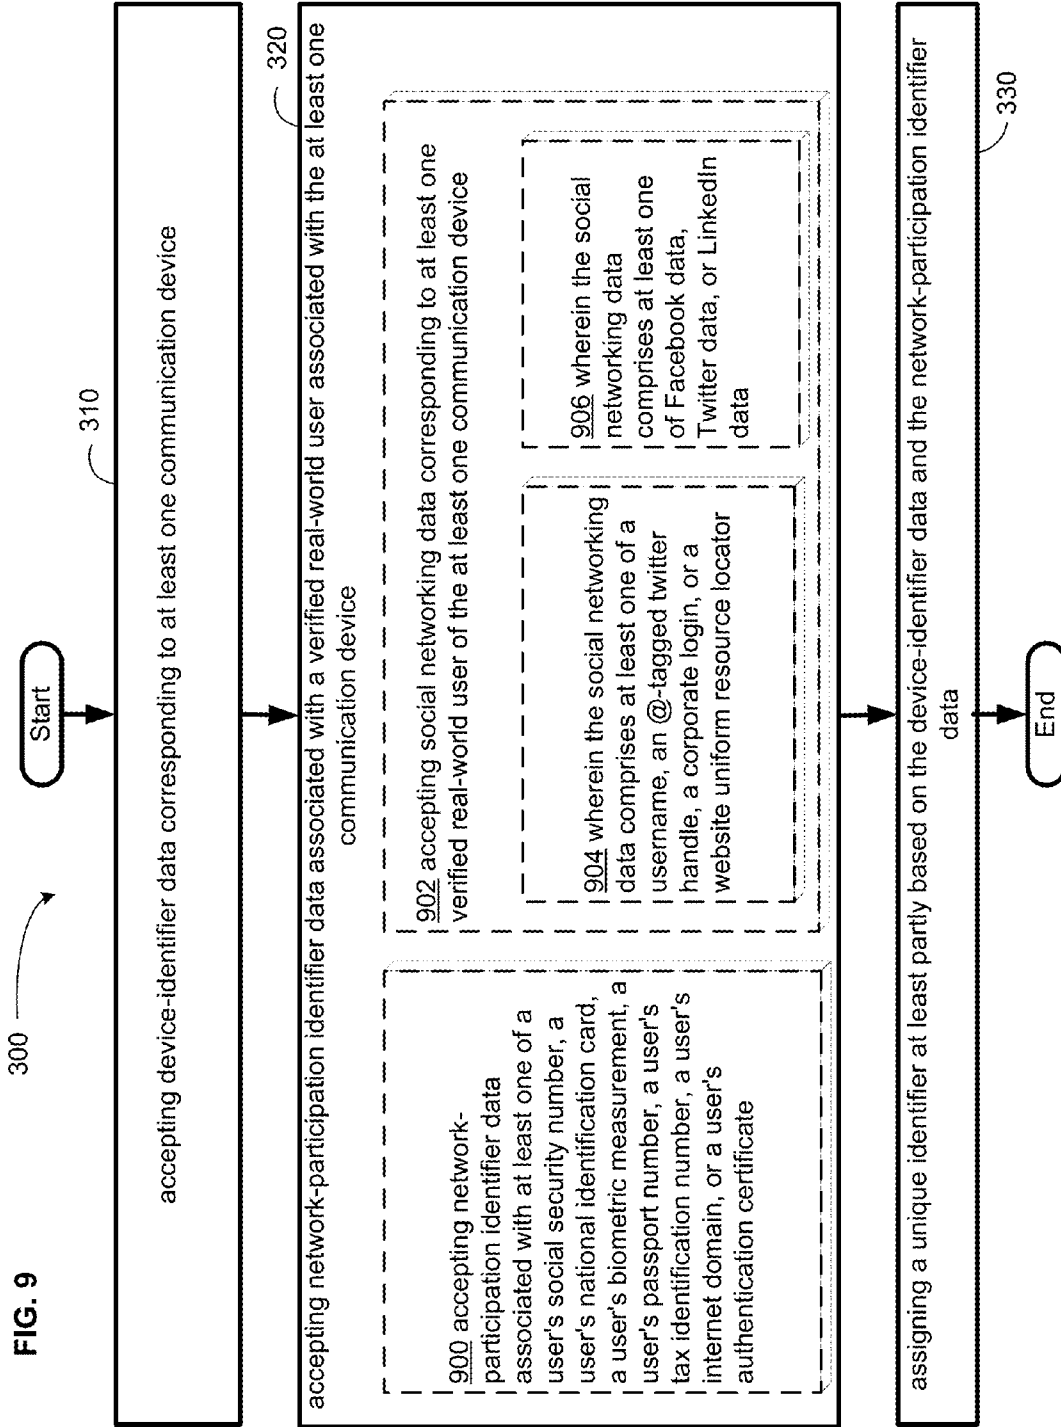 FIG. 9
300
Start
310
accepting device-identifier data corresponding to at least one communication device
320
accepting network-participation identifier data associated with a verified real-world user associated with the at least one
communication device
900 accepting network-
participation identifier data
associated with at least one of a
user's social security number, a
user's national identification card,
a user's biometric measurement, a
user's passport number, a user's
tax identification number, a user's
internet domain, or a user's
authentication certificate
902 accepting social networking data corresponding to at least one
verified real-world user of the at least one communication device
904 wherein the social networking
data comprises at least one of a
username, an @-tagged twitter
handle, a corporate login, or a
website uniform resource locator
906 wherein the social
networking data
comprises at least one
of Facebook data,
Twitter data, or LinkedIn
data
assigning a unique identifier at least partly based on the device-identifier data and the network-participation identifier
data
330
End